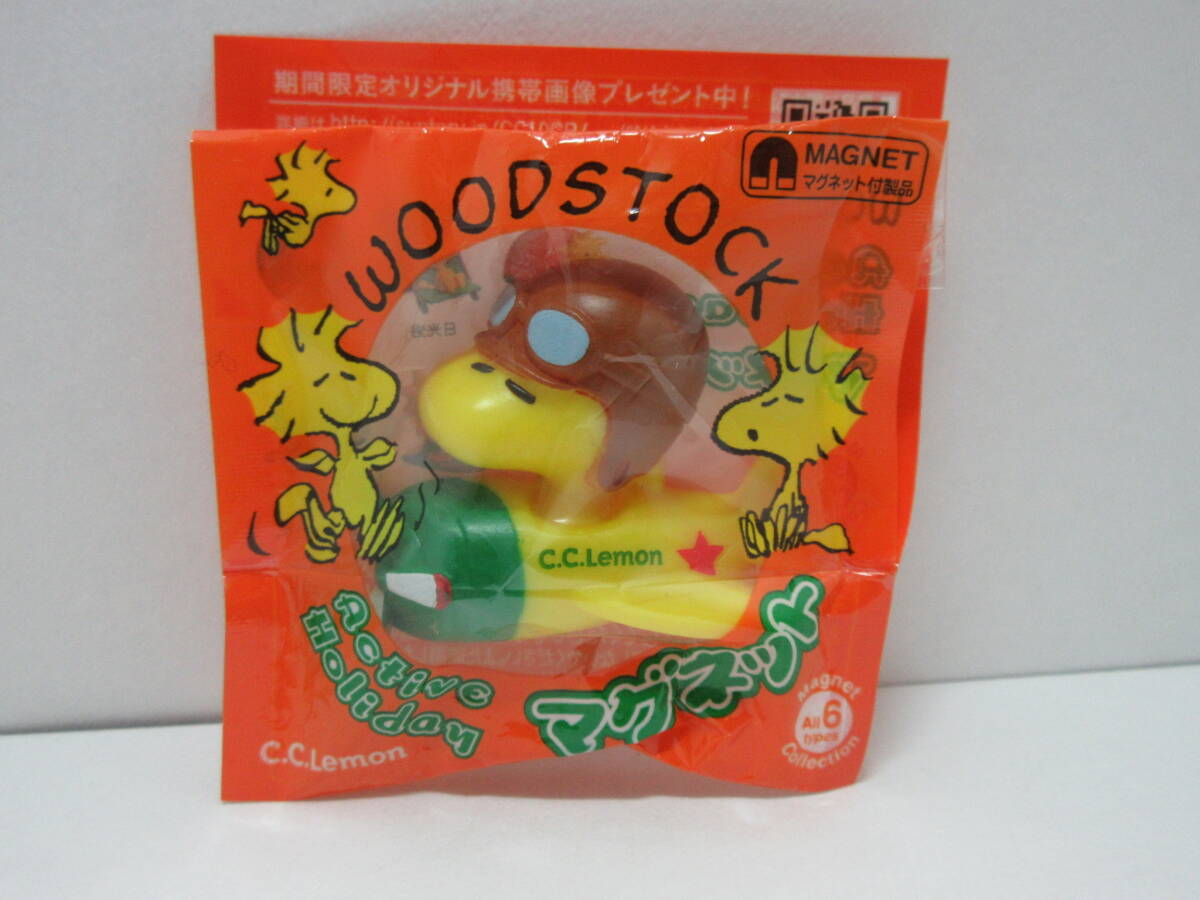 期間限定オリジナル携帯画像プレゼント中!
MAGNET
マグネット付製品
WOODSTOCK
C.C.Lemon
Active
Holiday
マグネット
C.C.Lemon
Magnet
All 6
types
Collection